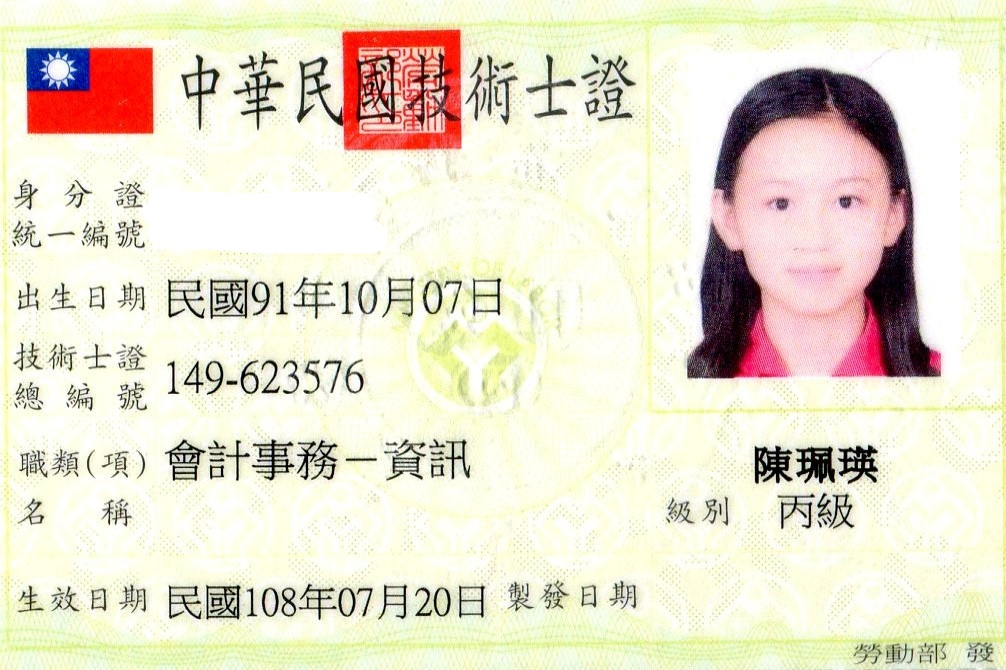 中華民國技術士證
身分證
統一編號
出生日期 民國91年10月07日
技術士證
總編號 149-623576
職類(項) 會計事務－資訊
名稱
陳珮瑛
級別 丙級
生效日期 民國108年07月20日 製發日期
勞動部 發